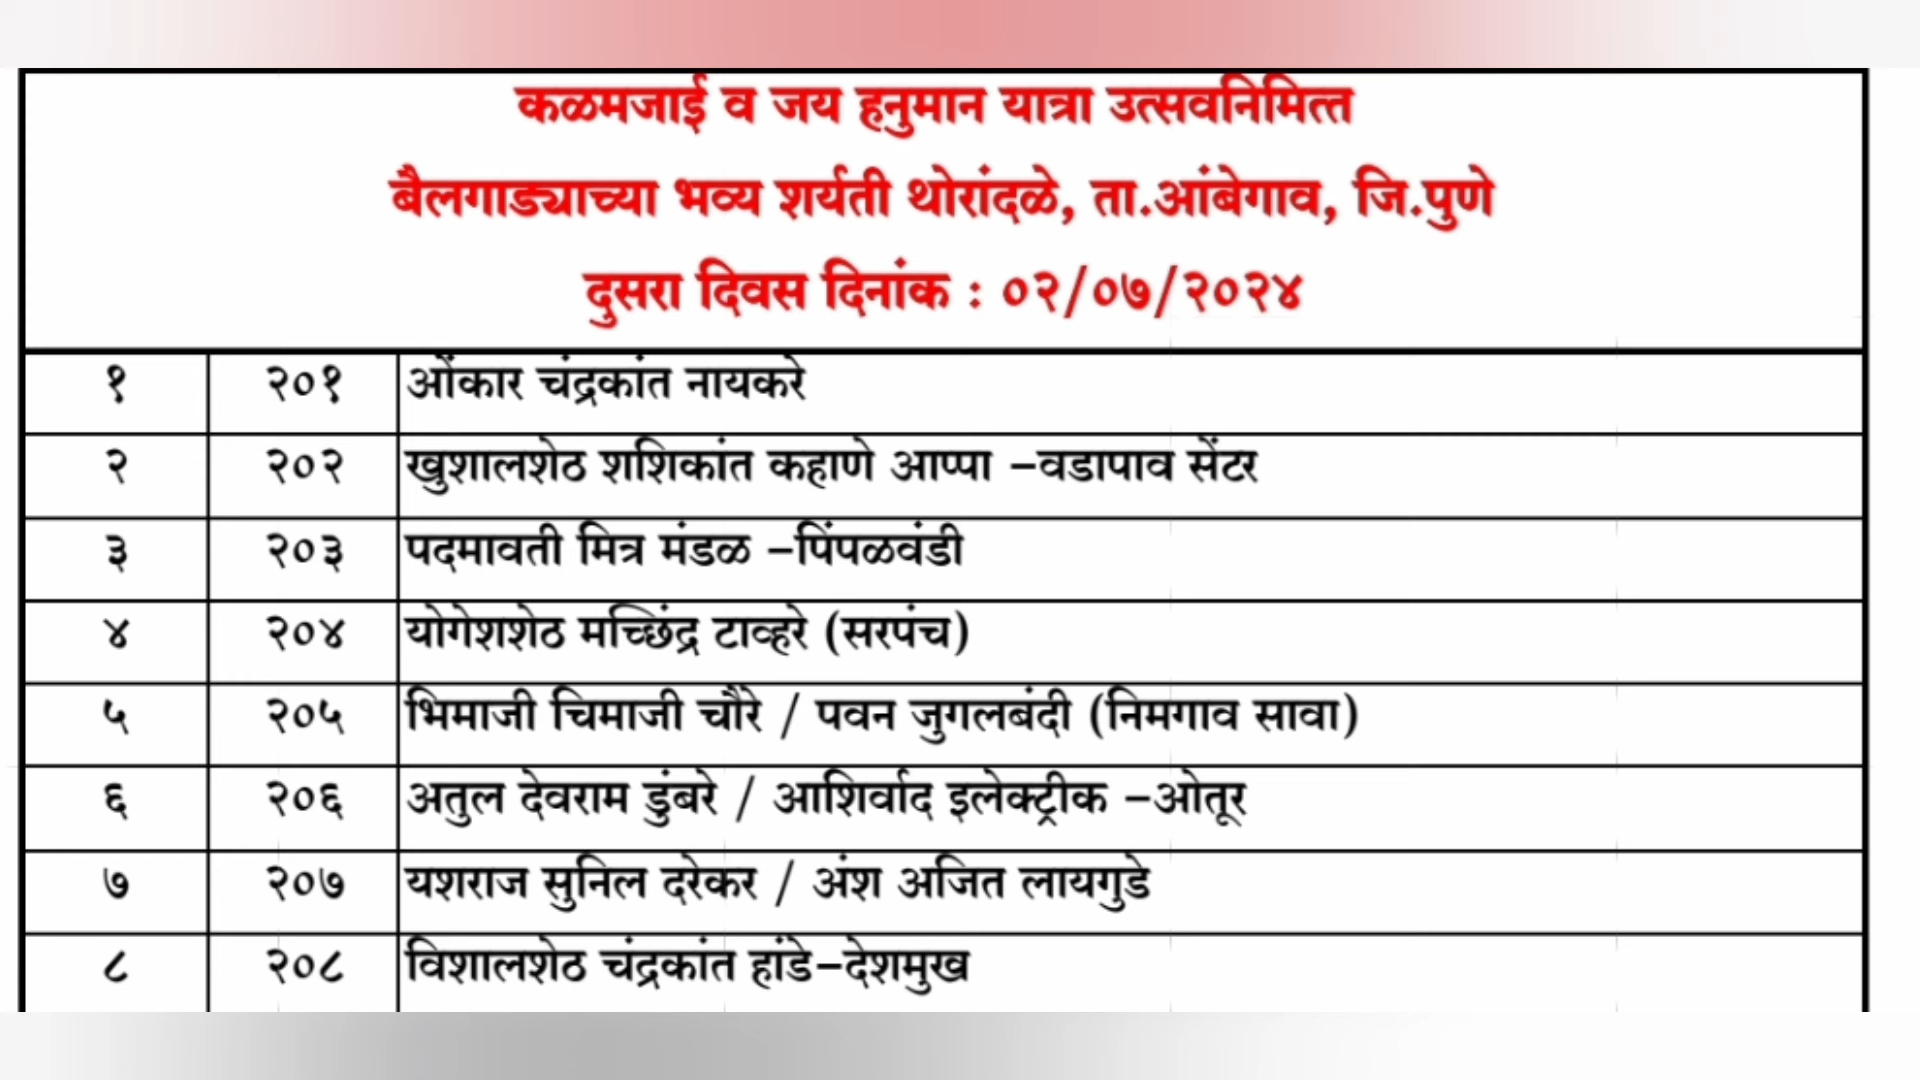 कळमजाई व जय हनुमान यात्रा उत्सवनिमित्त
बैलगाड्याच्या भव्य शर्यती थोरांदळे, ता.आंबेगाव, जि.पुणे
दुसरा दिवस दिनांक : ०२/०७/२०२४
१ २०१ ओंकार चंद्रकांत नायकरे
२ २०२ खुशालशेठ शशिकांत कहाणे आप्पा –वडापाव सेंटर
३ २०३ पदमावती मित्र मंडळ –पिंपळवंडी
४ २०४ योगेशशेठ मच्छिंद्र टाव्हरे (सरपंच)
५ २०५ भिमाजी चिमाजी चौरे / पवन जुगलबंदी (निमगाव सावा)
६ २०६ अतुल देवराम डुंबरे / आशिर्वाद इलेक्ट्रीक –ओतूर
७ २०७ यशराज सुनिल दरेकर / अंश अजित लायगुडे
८ २०८ विशालशेठ चंद्रकांत हांडे–देशमुख